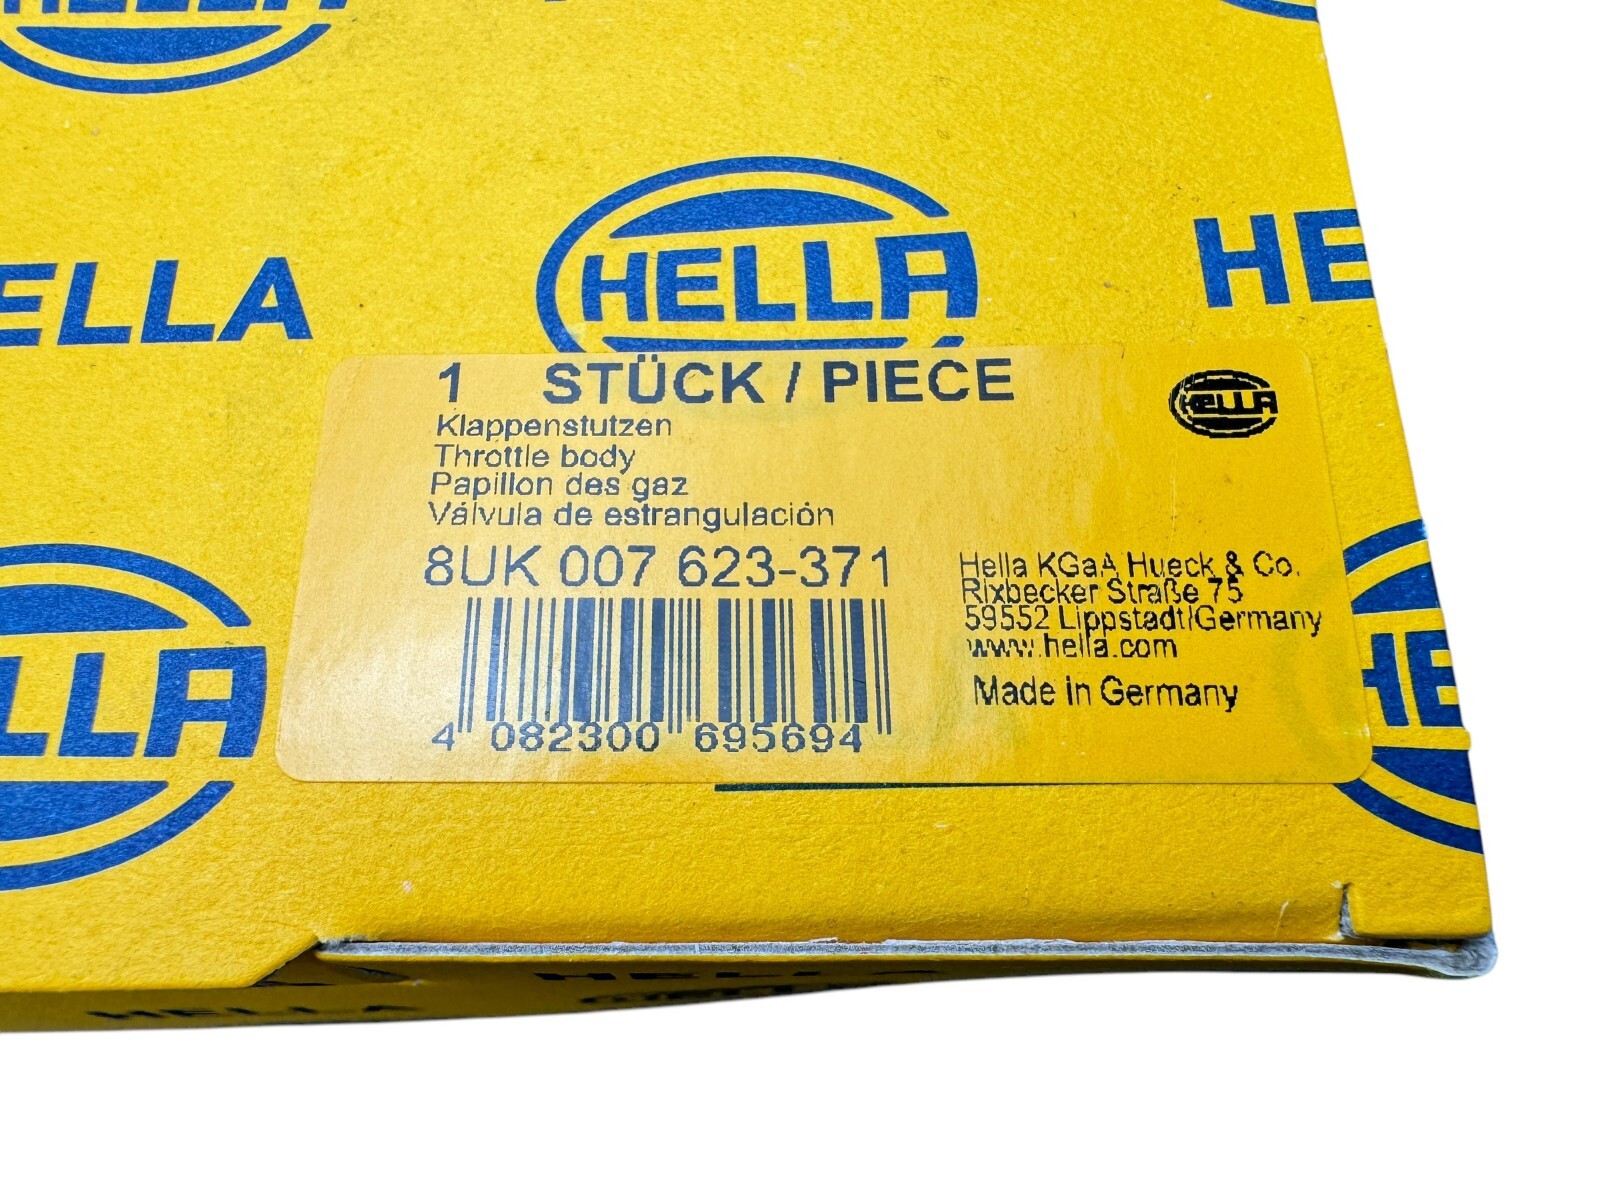 HELLA
HELLA
ELLA
HE
1 STÜCK / PIECE
HELLA
Klappenstutzen
Throttle body
Papillon des gaz
Válvula de estrangulación
8UK 007 623-371
Hella KGaA Hueck & Co.
Rixbecker Straße 75
59552 Lippstadt/Germany
www.hella.com
Made in Germany
4 082300 695694
LLA
HE
HELLA
HELLA